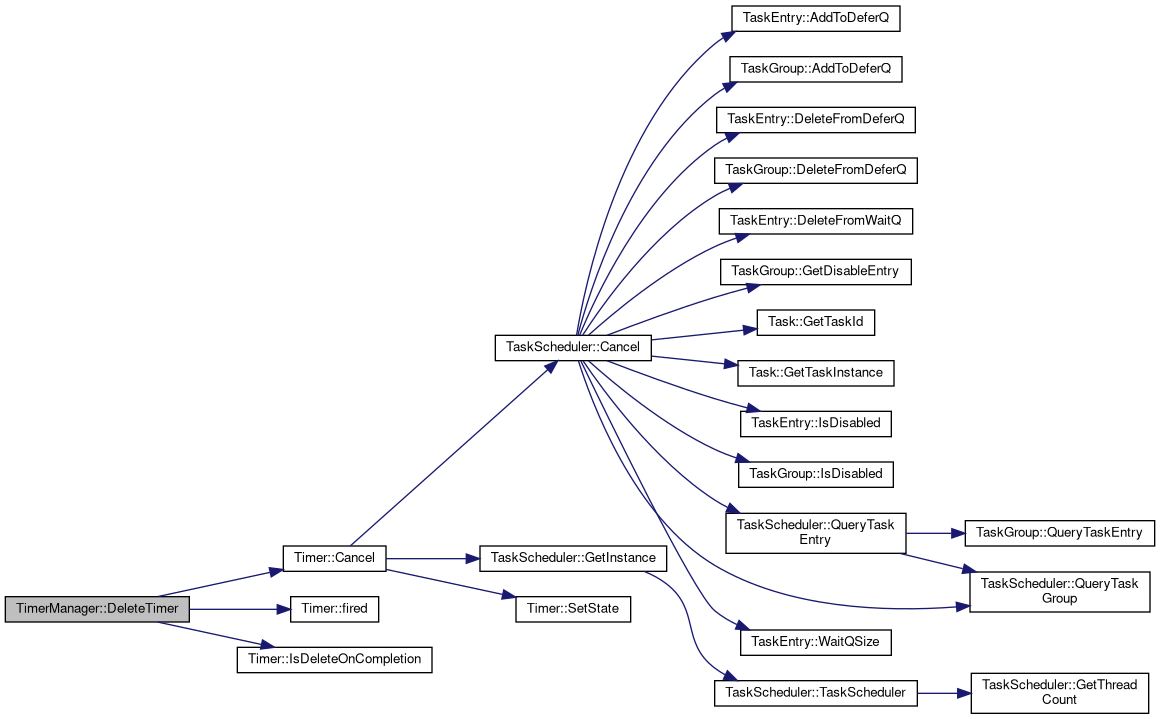 TaskEntry::AddToDeferQ
TaskGroup::AddToDeferQ
TaskEntry::DeleteFromDeferQ
TaskGroup::DeleteFromDeferQ
TaskEntry::DeleteFromWaitQ
TaskGroup::GetDisableEntry
Task::GetTaskId
TaskScheduler::Cancel
Task::GetTaskInstance
TaskEntry::IsDisabled
TaskGroup::IsDisabled
TaskScheduler::QueryTask
Entry
TaskGroup::QueryTaskEntry
Timer::Cancel
TaskScheduler::GetInstance
TaskScheduler::QueryTask
Group
TimerManager::DeleteTimer
Timer::fired
Timer::SetState
TaskEntry::WaitQSize
Timer::IsDeleteOnCompletion
TaskScheduler::TaskScheduler
TaskScheduler::GetThread
Count